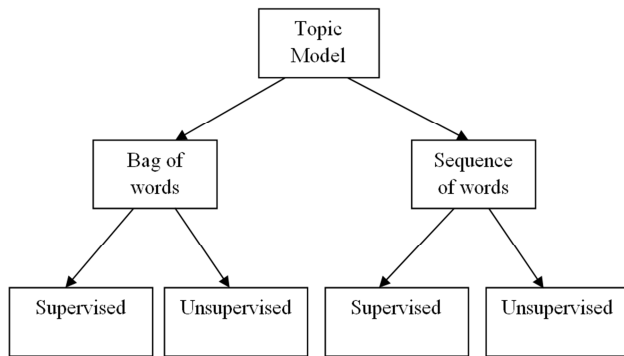 Topic
Model
Bag of
words
Sequence
of words
Supervised
Unsupervised
Supervised
Unsupervised